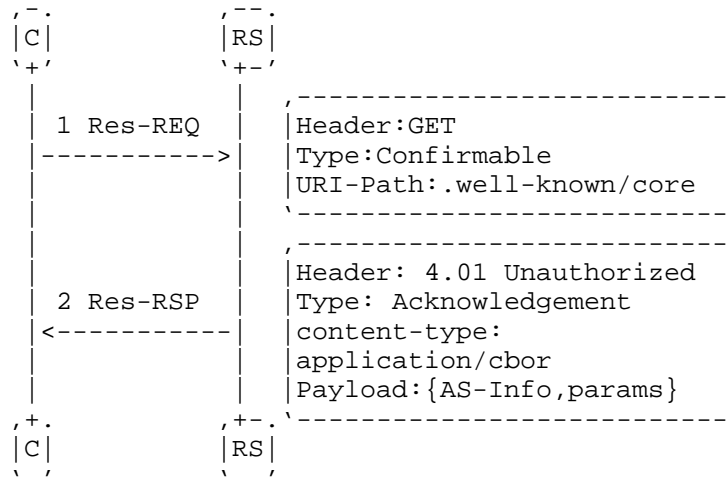 C RS
1 Res-REQ Header:GET
Type:Confirmable
URI-Path:.well-known/core
Header: 4.01 Unauthorized
2 Res-RSP Type: Acknowledgement
content-type:
application/cbor
Payload:{AS-Info,params}
C RS